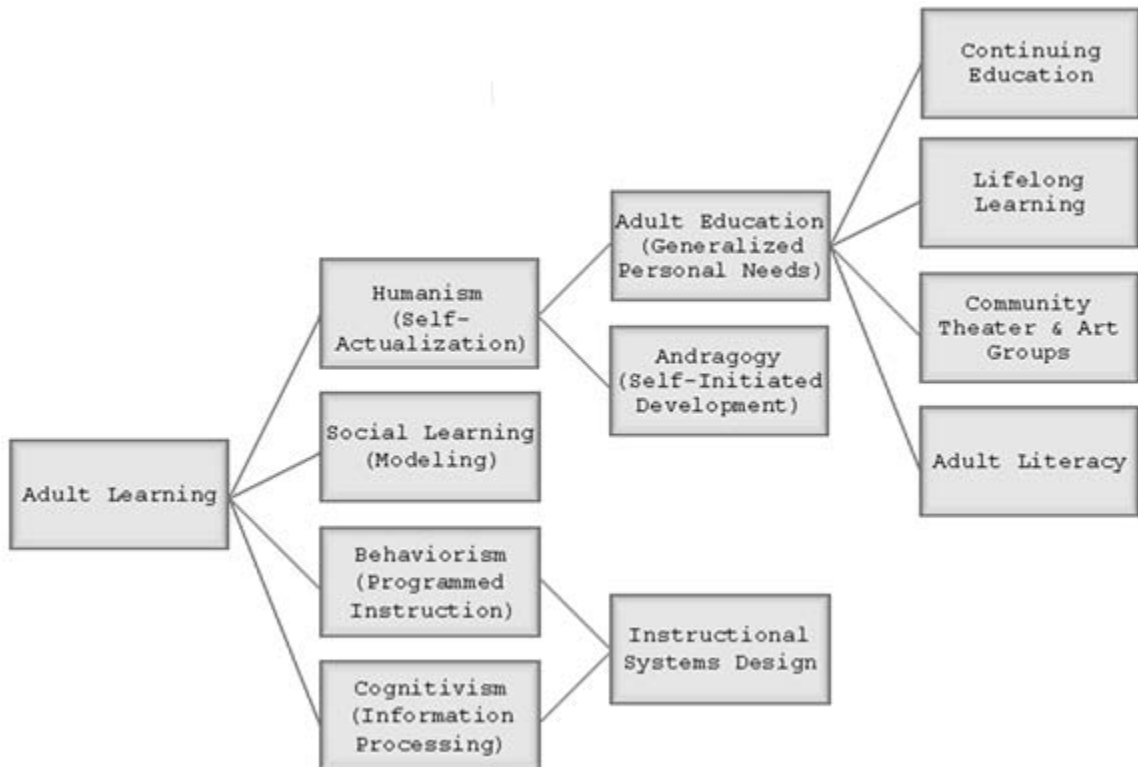 Adult Learning
Humanism
(Self-
Actualization)
Social Learning
(Modeling)
Behaviorism
(Programmed
Instruction)
Cognitivism
(Information
Processing)
Adult Education
(Generalized
Personal Needs)
Andragogy
(Self-Initiated
Development)
Instructional
Systems Design
Continuing
Education
Lifelong
Learning
Community
Theater & Art
Groups
Adult Literacy